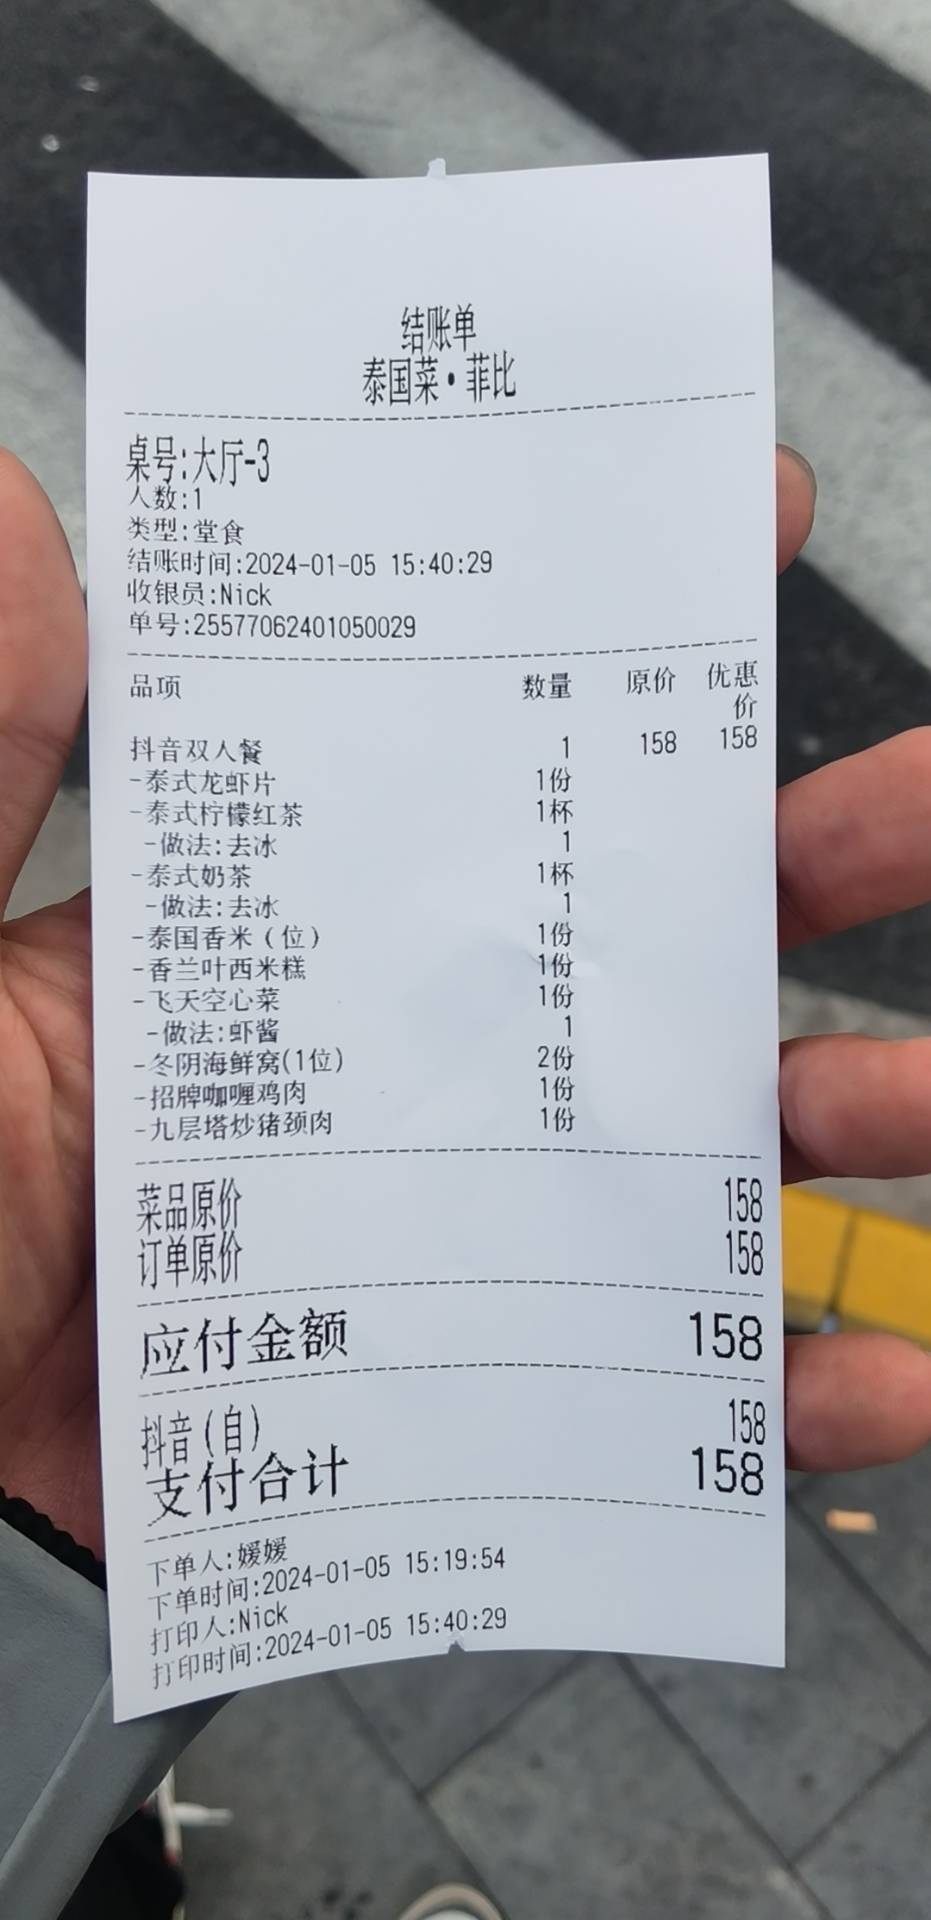 结账单
泰国菜•菲比
桌号:大厅-3
人数:1
类型:堂食
结账时间:2024-01-05 15:40:29
收银员:Nick
单号:25577062401050029
品项 数量 原价 优惠
价
抖音双人餐 1 158 158
-泰式龙虾片 1份
-泰式柠檬红茶 1杯
-做法:去冰 1
-泰式奶茶 1杯
-做法:去冰 1
-泰国香米(位) 1份
-香兰叶西米糕 1份
-飞天空心菜 1份
-做法:虾酱 1
-冬阴海鲜窝(1位) 2份
-招牌咖喱鸡肉 1份
-九层塔炒猪颈肉 1份
菜品原价 158
订单原价 158
应付金额 158
抖音(自) 158
支付合计 158
下单人:媛媛
下单时间:2024-01-05 15:19:54
打印人:Nick
打印时间:2024-01-05 15:40:29